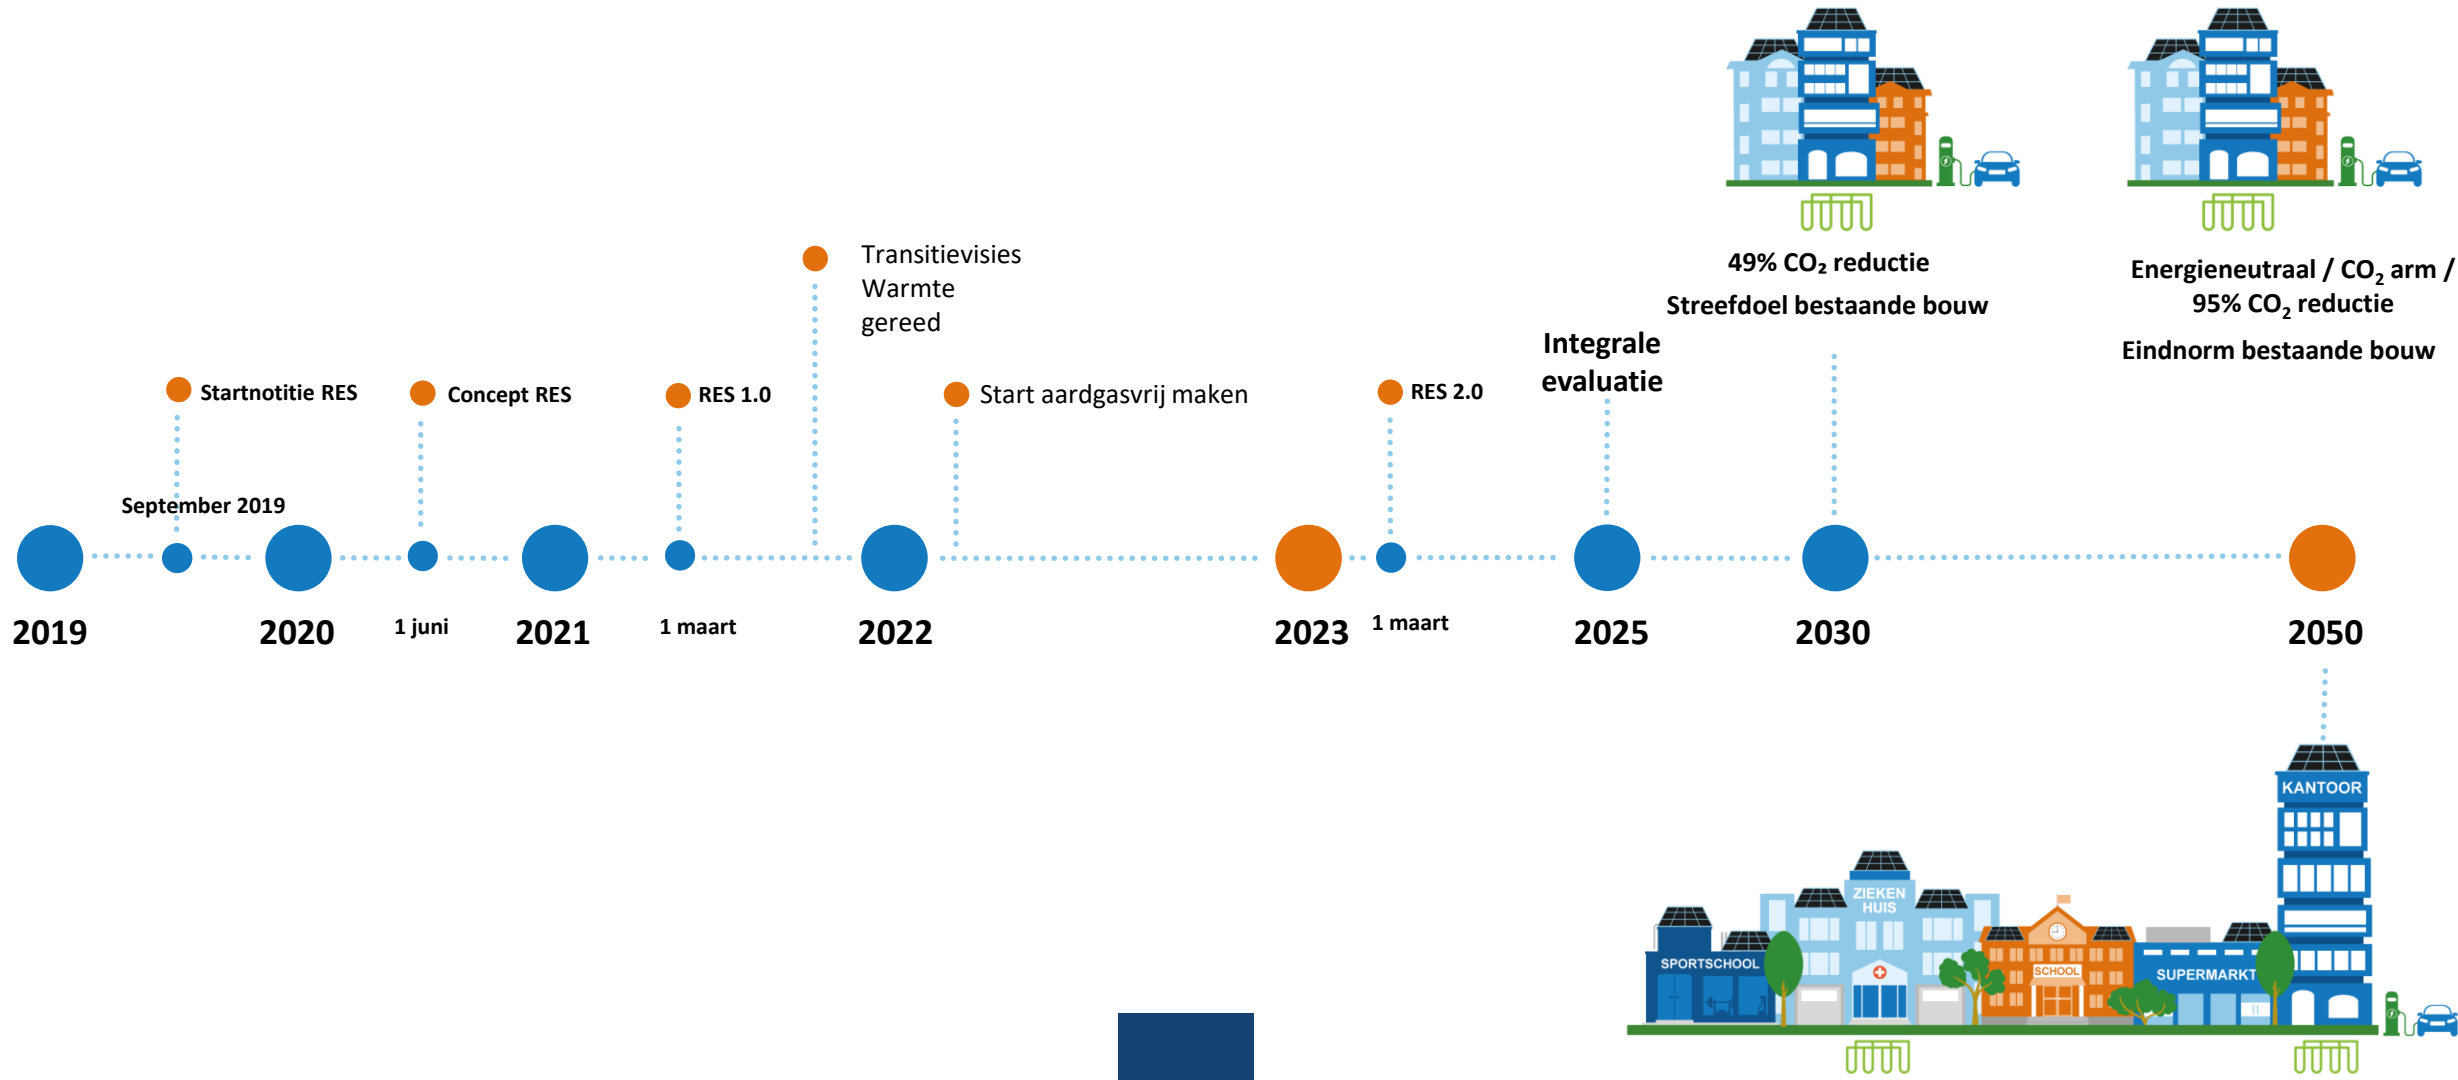 49% CO₂ reductie
Streefdoel bestaande bouw
Energieneutraal / CO₂ arm /
95% CO₂ reductie
Eindnorm bestaande bouw
Transitievisies
Warmte
gereed
Integrale
evaluatie
Startnotitie RES
Concept RES
RES 1.0
Start aardgasvrij maken
RES 2.0
September 2019
2019
2020
1 juni
2021
1 maart
2022
2023
1 maart
2025
2030
2050
KANTOOR
ZIEKEN
HUIS
SPORTSCHOOL
SCHOOL
SUPERMARKT